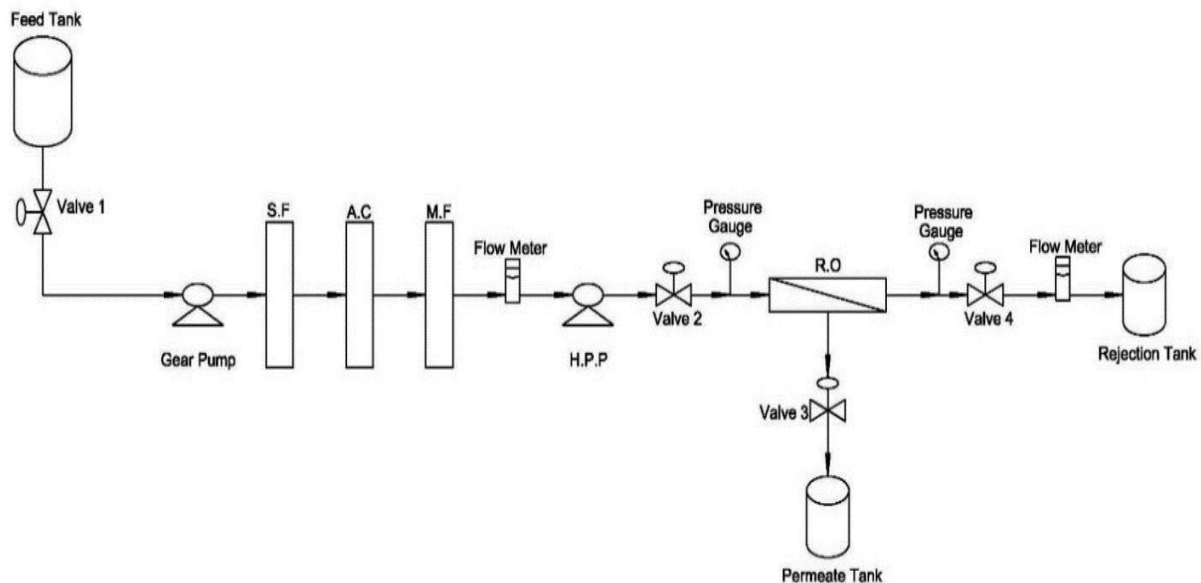 Feed Tank
Valve 1
S.F
A.C
M.F
Flow Meter
Pressure
Gauge
R.O
Pressure
Gauge
Flow Meter
Gear Pump
H.P.P
Valve 2
Valve 4
Rejection Tank
Valve 3
Permeate Tank